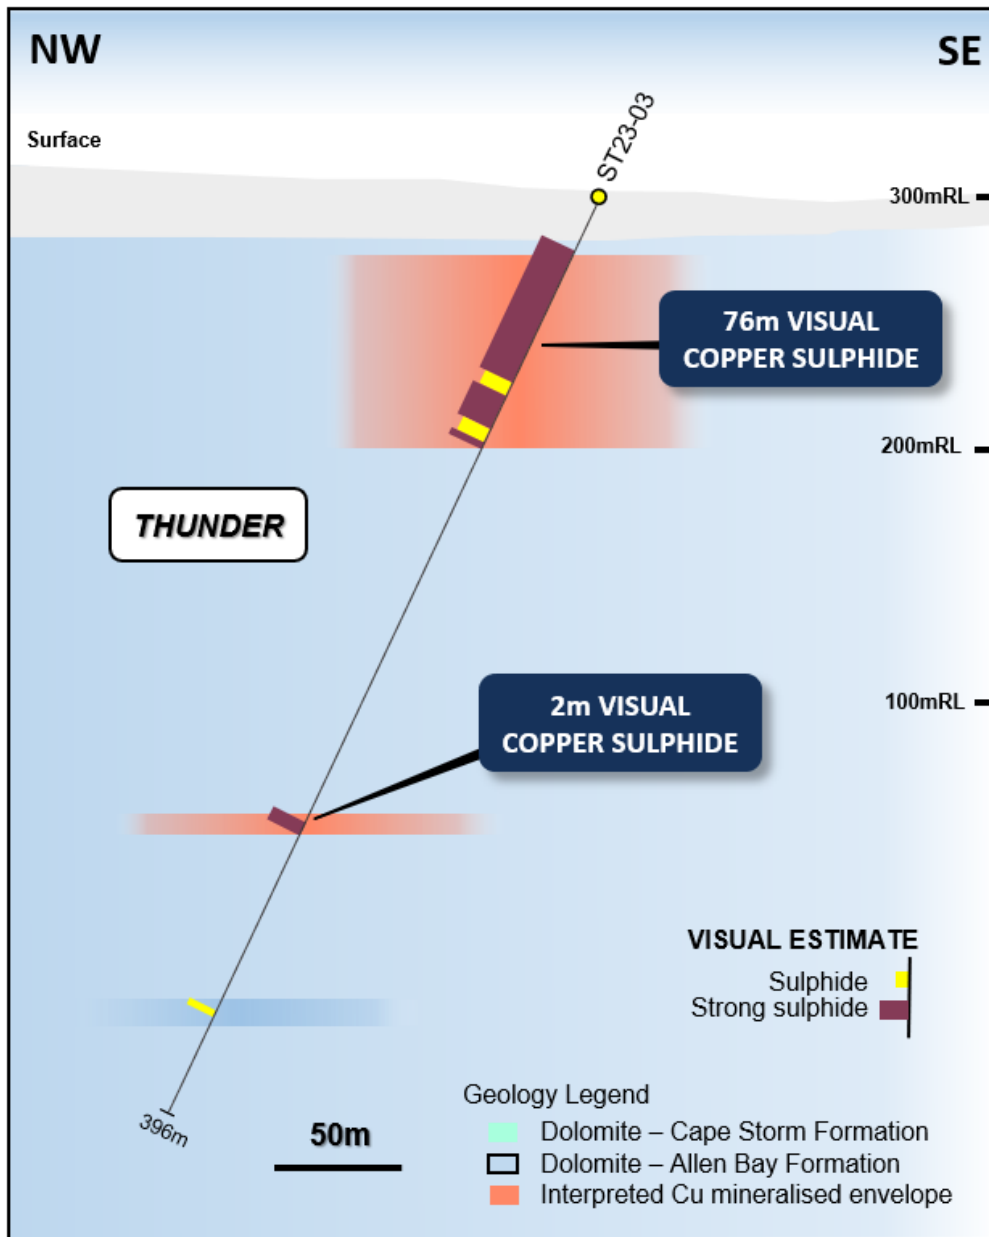 NW
SE
Surface
ST23-03
300mRL
76m VISUAL
COPPER SULPHIDE
200mRL
THUNDER
2m VISUAL
COPPER SULPHIDE
100mRL
VISUAL ESTIMATE
Sulphide
Strong sulphide
396m
50m
Geology Legend
Dolomite – Cape Storm Formation
Dolomite – Allen Bay Formation
Interpreted Cu mineralised envelope